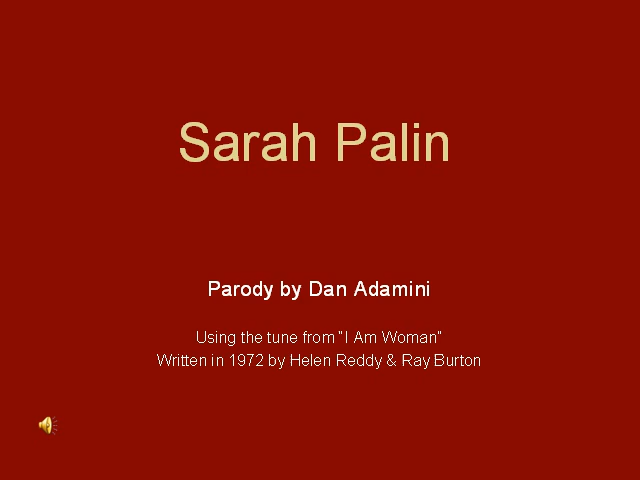 Sarah Palin
Parody by Dan Adamini
Using the tune from "I Am Woman"
Written in 1972 by Helen Reddy & Ray Burton